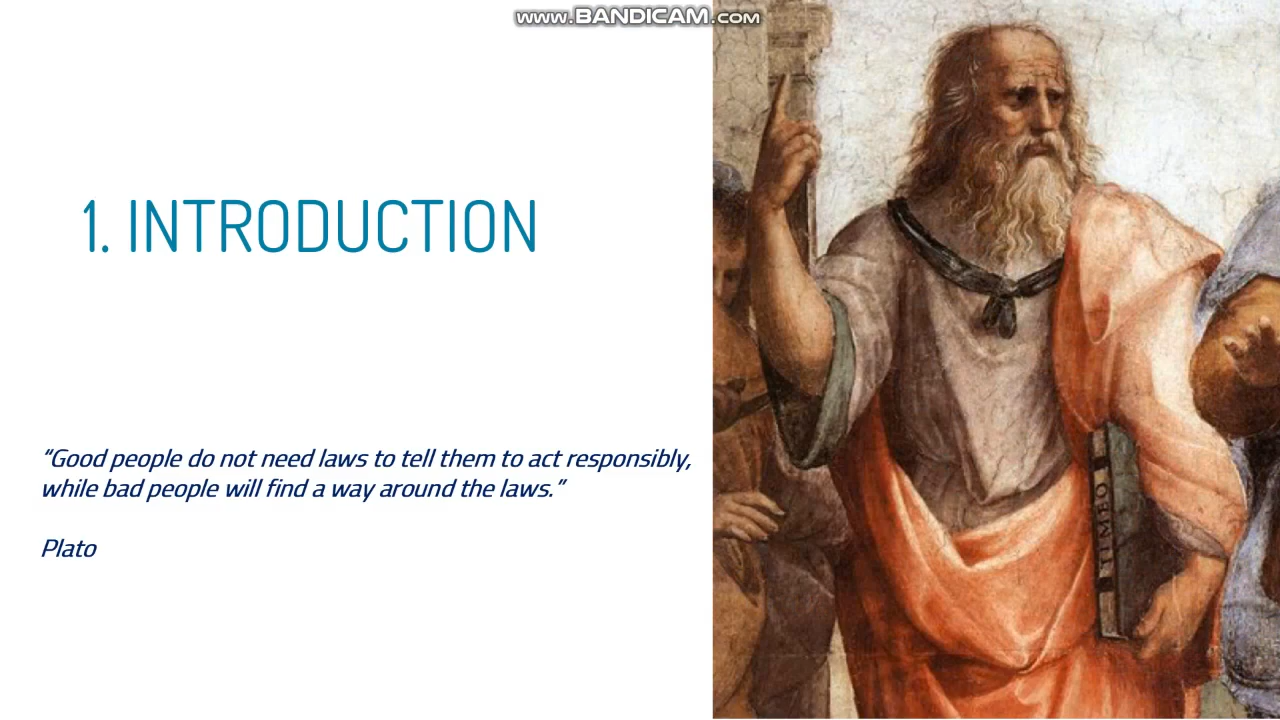 www.BANDICAM.com
1. INTRODUCTION
“Good people do not need laws to tell them to act responsibly,
while bad people will find a way around the laws.”
Plato
TIMEO